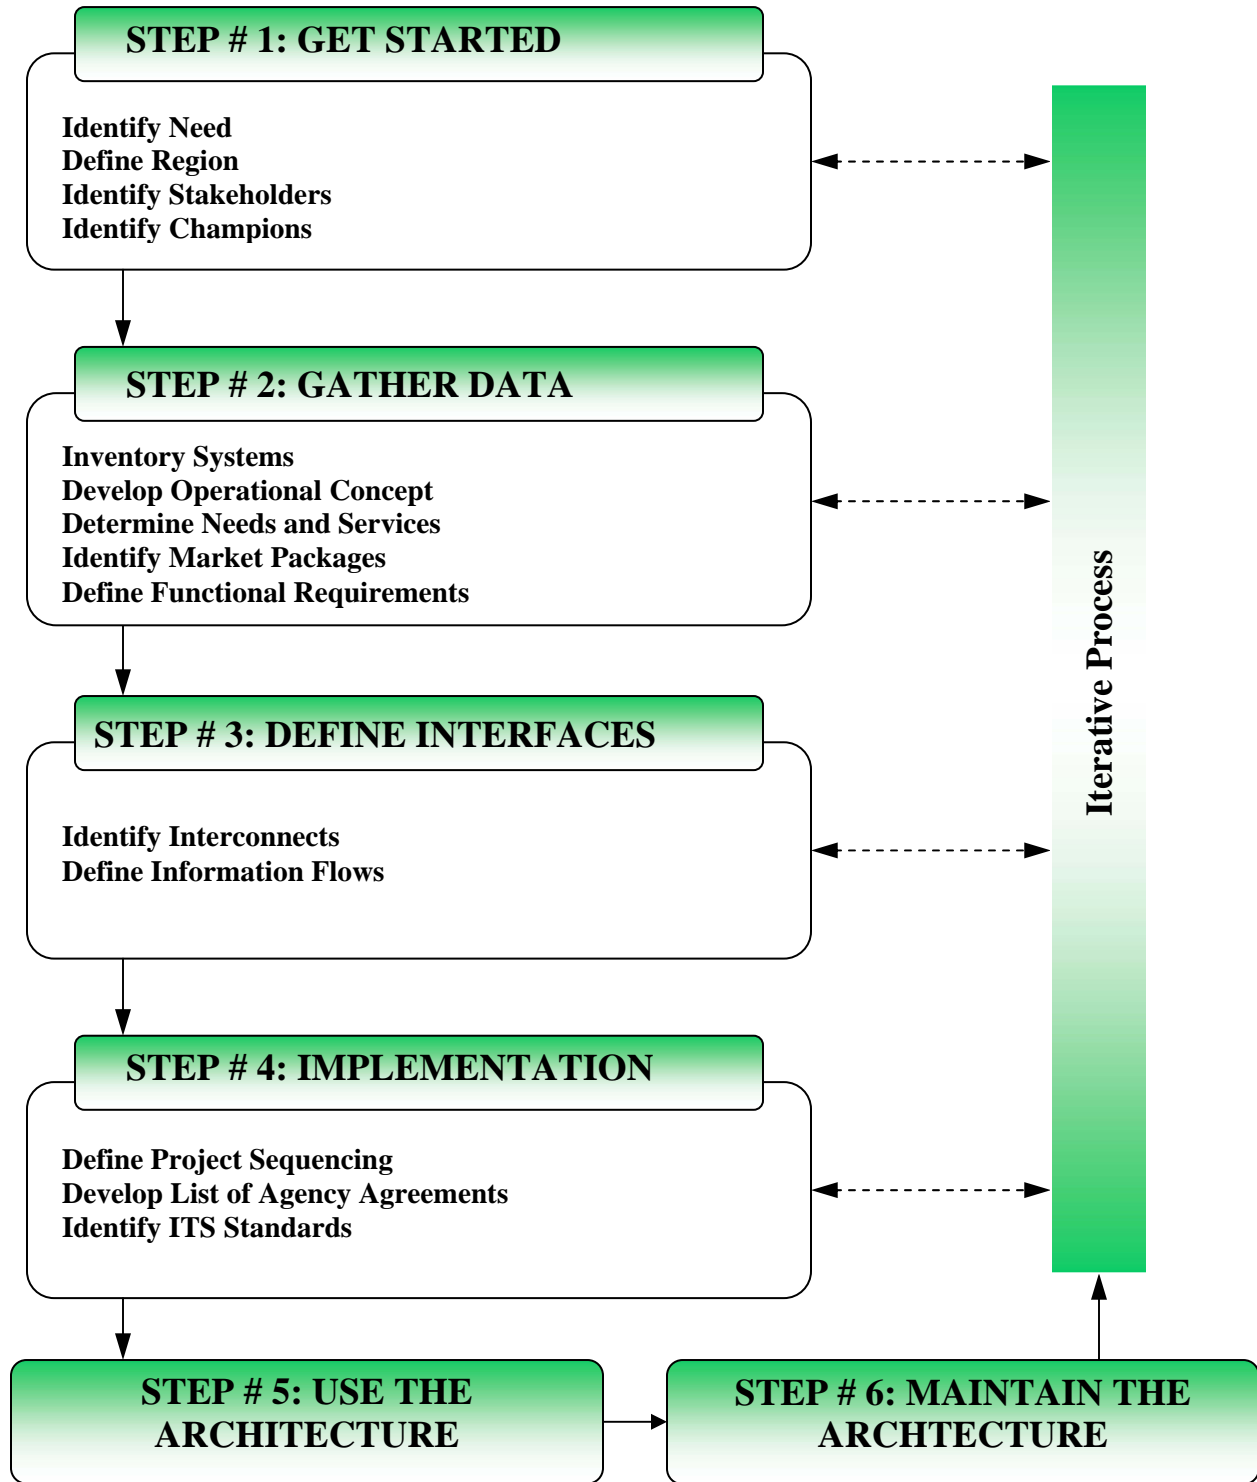 STEP # 1: GET STARTED
Identify Need
Define Region
Identify Stakeholders
Identify Champions
STEP # 2: GATHER DATA
Inventory Systems
Develop Operational Concept
Determine Needs and Services
Identify Market Packages
Define Functional Requirements
STEP # 3: DEFINE INTERFACES
Identify Interconnects
Define Information Flows
STEP # 4: IMPLEMENTATION
Define Project Sequencing
Develop List of Agency Agreements
Identify ITS Standards
STEP # 5: USE THE
ARCHITECTURE
STEP # 6: MAINTAIN THE
ARCHTECTURE
Iterative Process